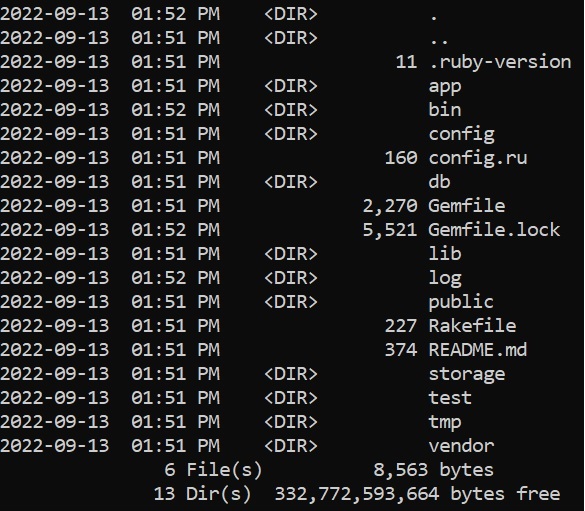 2022-09-13  01:52 PM    <DIR>          .
2022-09-13  01:51 PM    <DIR>          ..
2022-09-13  01:51 PM                11 .ruby-version
2022-09-13  01:51 PM    <DIR>          app
2022-09-13  01:52 PM    <DIR>          bin
2022-09-13  01:51 PM    <DIR>          config
2022-09-13  01:51 PM               160 config.ru
2022-09-13  01:51 PM    <DIR>          db
2022-09-13  01:51 PM             2,270 Gemfile
2022-09-13  01:52 PM             5,521 Gemfile.lock
2022-09-13  01:51 PM    <DIR>          lib
2022-09-13  01:52 PM    <DIR>          log
2022-09-13  01:51 PM    <DIR>          public
2022-09-13  01:51 PM               227 Rakefile
2022-09-13  01:51 PM               374 README.md
2022-09-13  01:51 PM    <DIR>          storage
2022-09-13  01:51 PM    <DIR>          test
2022-09-13  01:51 PM    <DIR>          tmp
2022-09-13  01:51 PM    <DIR>          vendor
               6 File(s)          8,563 bytes
              13 Dir(s)  332,772,593,664 bytes free